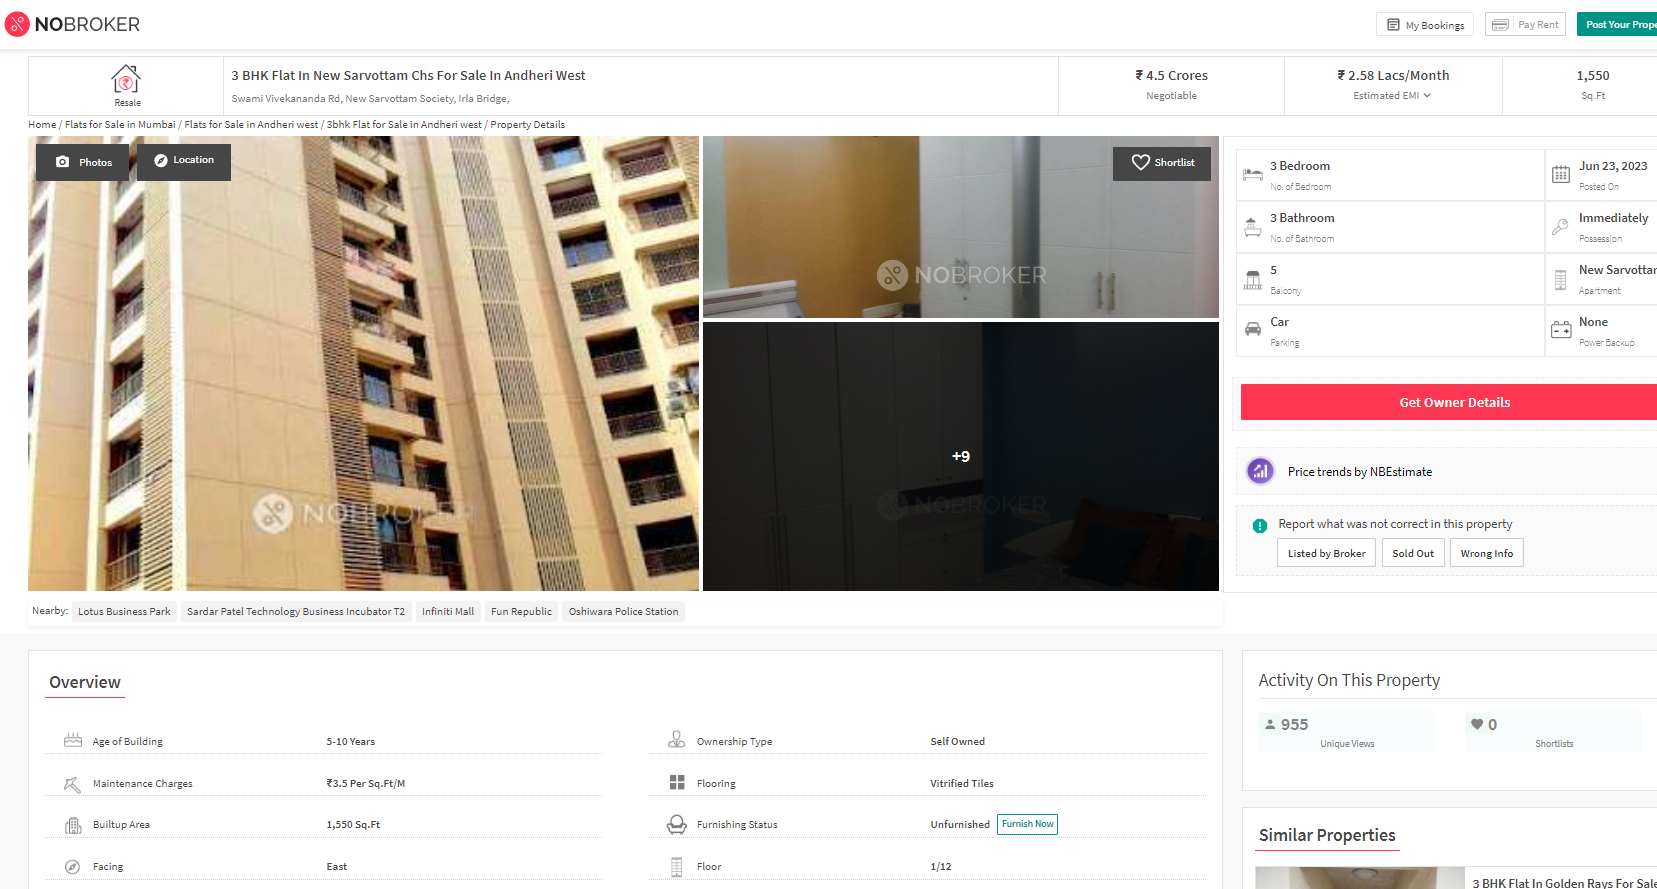 NOBROKER
My Bookings
Pay Rent
Post Your Prope
Resale
3 BHK Flat In New Sarvottam Chs For Sale In Andheri West
Swami Vivekananda Rd, New Sarvottam Society, Irla Bridge,
₹ 4.5 Crores
Negotiable
₹ 2.58 Lacs/Month
Estimated EMI
1,550
Sq.Ft
Home / Flats for Sale in Mumbai / Flats for Sale in Andheri west / 3bhk Flat for Sale in Andheri west / Property Details
Photos
Location
Shortlist
NOBROKER
NOBROKER
+9
NOBROKER
3 Bedroom
No. of Bedroom
Jun 23, 2023
Posted On
3 Bathroom
No. of Bathroom
Immediately
Possession
5
Balcony
New Sarvottar
Apartment
Car
Parking
None
Power Backup
Get Owner Details
Price trends by NBEstimate
Report what was not correct in this property
Listed by Broker
Sold Out
Wrong Info
Nearby: Lotus Business Park Sardar Patel Technology Business Incubator T2 Infiniti Mall Fun Republic Oshiwara Police Station
Overview
Age of Building 5-10 Years
Ownership Type Self Owned
Maintenance Charges ₹3.5 Per Sq.Ft/M
Flooring Vitrified Tiles
Builtup Area 1,550 Sq.Ft
Furnishing Status Unfurnished Furnish Now
Facing East
Floor 1/12
Activity On This Property
955
Unique Views
0
Shortlists
Similar Properties
3 BHK Flat In Golden Rays For Sale